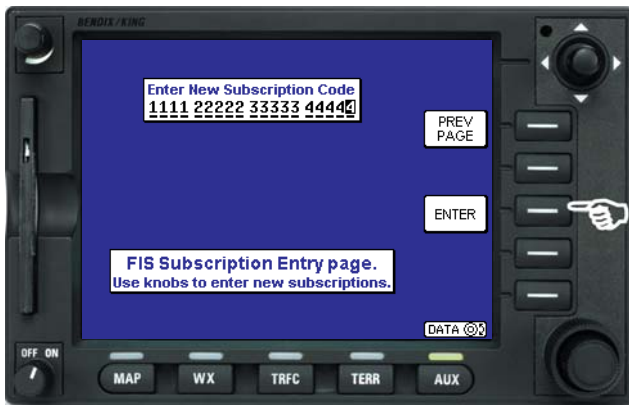 BENDIX/KING
Enter New Subscription Code
1111 22222 33333 44444
PREV
PAGE
ENTER
FIS Subscription Entry page.
Use knobs to enter new subscriptions.
DATA
OFF ON
MAP
WX
TRFC
TERR
AUX